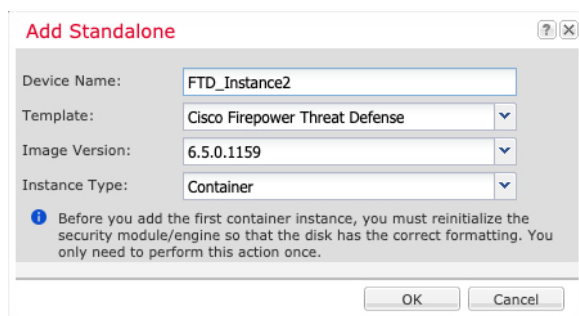 Add Standalone
Device Name: FTD_Instance2
Template: Cisco Firepower Threat Defense
Image Version: 6.5.0.1159
Instance Type: Container
Before you add the first container instance, you must reinitialize the
security module/engine so that the disk has the correct formatting. You
only need to perform this action once.
OK Cancel